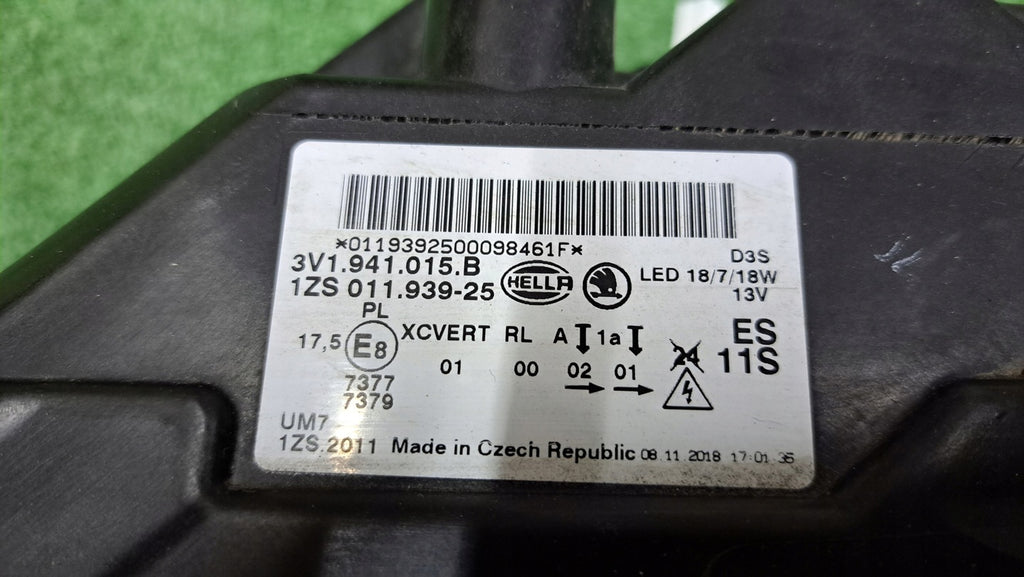 *0119392500098461F*
3V1.941.015.B
1ZS 011.939-25
HELLA
D3S
LED 18/7/18W
13V
PL
17,5 E8 XCVERT RL A 1a
01 00 02 01
24
ES
11S
7377
7379
UM7
1ZS.2011 Made in Czech Republic 08.11.2018 17:01:35